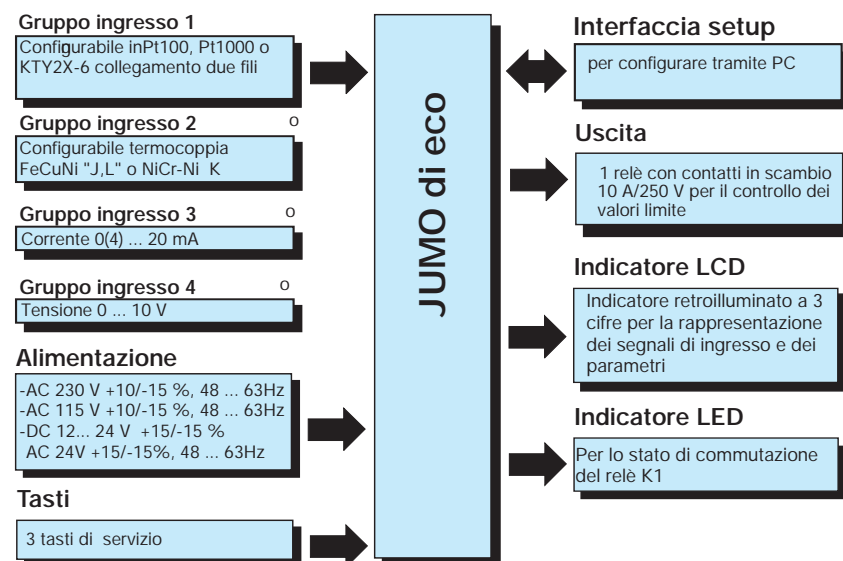 Gruppo ingresso 1
Configurabile inPt100, Pt1000 o
KTY2X-6 collegamento due fili
Gruppo ingresso 2 o
Configurabile termocoppia
FeCuNi "J,L" o NiCr-Ni K
Gruppo ingresso 3 o
Corrente 0(4) ... 20 mA
Gruppo ingresso 4 o
Tensione 0 ... 10 V
Alimentazione
-AC 230 V +10/-15 %, 48 ... 63Hz
-AC 115 V +10/-15 %, 48 ... 63Hz
-DC 12... 24 V +15/-15 %
AC 24V +15/-15%, 48 ... 63Hz
Tasti
3 tasti di servizio
JUMO di eco
Interfaccia setup
per configurare tramite PC
Uscita
1 relè con contatti in scambio
10 A/250 V per il controllo dei
valori limite
Indicatore LCD
Indicatore retroilluminato a 3
cifre per la rappresentazione
dei segnali di ingresso e dei
parametri
Indicatore LED
Per lo stato di commutazione
del relè K1